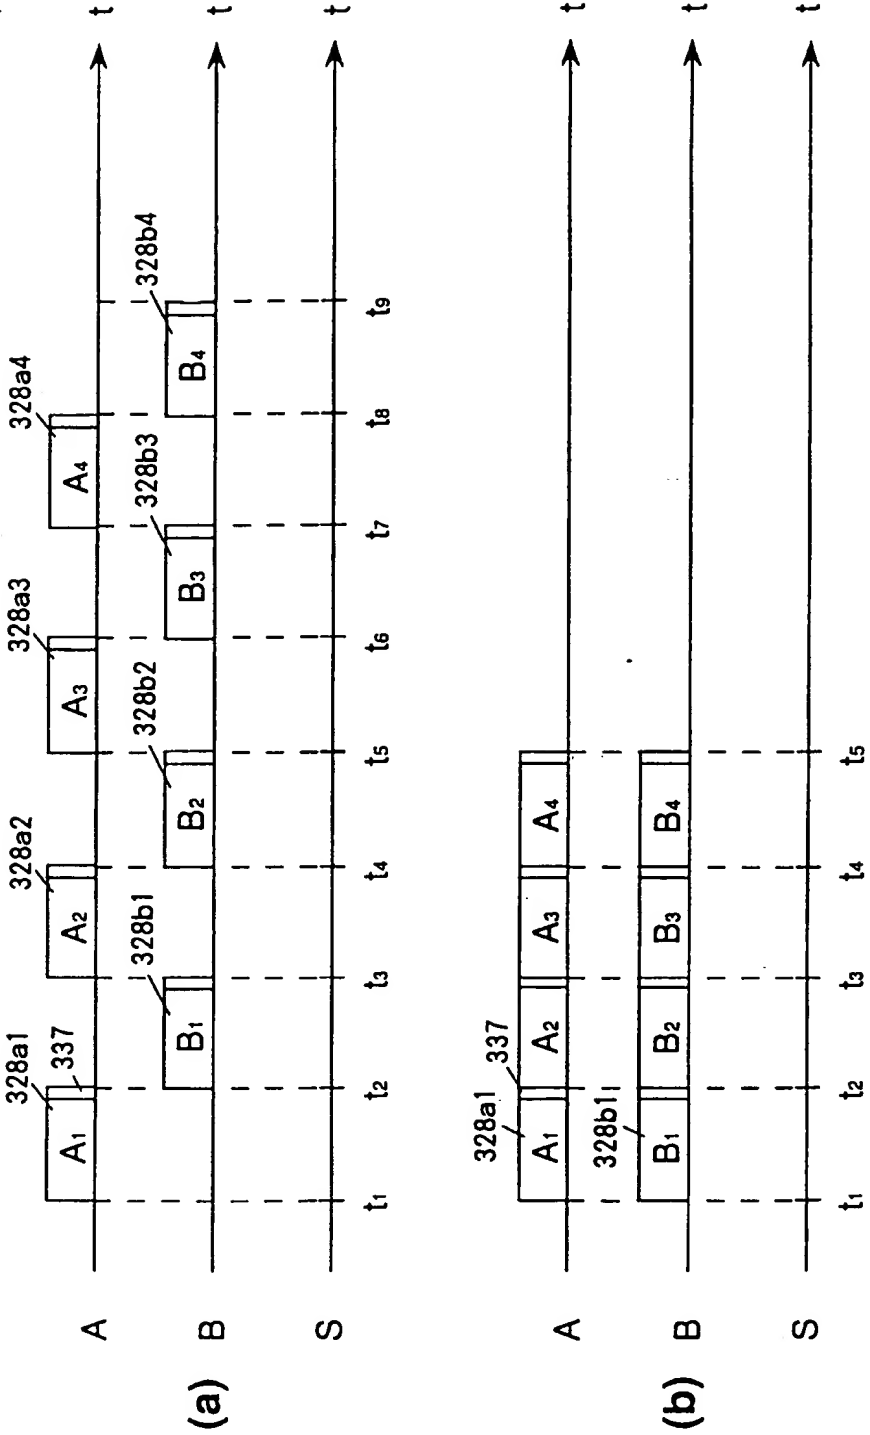 (a)
328a1 328a2 328a3 328a4
337
A A1 A2 A3 A4 t
328b1 328b2 328b3 328b4
B B1 B2 B3 B4 t
S t
t1 t2 t3 t4 t5 t6 t7 t8 t9
(b)
328a1 337
A A1 A2 A3 A4 t
328b1
B B1 B2 B3 B4 t
S t
t1 t2 t3 t4 t5